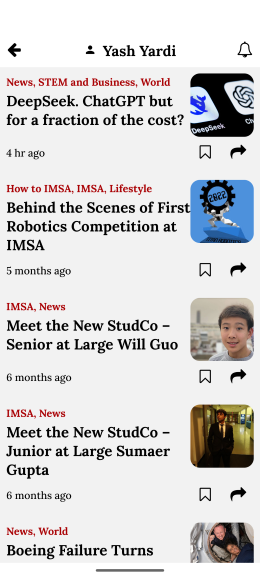 Yash Yardi
News, STEM and Business, World
DeepSeek. ChatGPT but
for a fraction of the cost?
DeepSeek
Ch
4 hr ago
How to IMSA, IMSA, Lifestyle
Behind the Scenes of First
Robotics Competition at
IMSA
2022
5 months ago
IMSA, News
Meet the New StudCo –
Senior at Large Will Guo
6 months ago
IMSA, News
Meet the New StudCo –
Junior at Large Sumaer
Gupta
6 months ago
News, World
Boeing Failure Turns